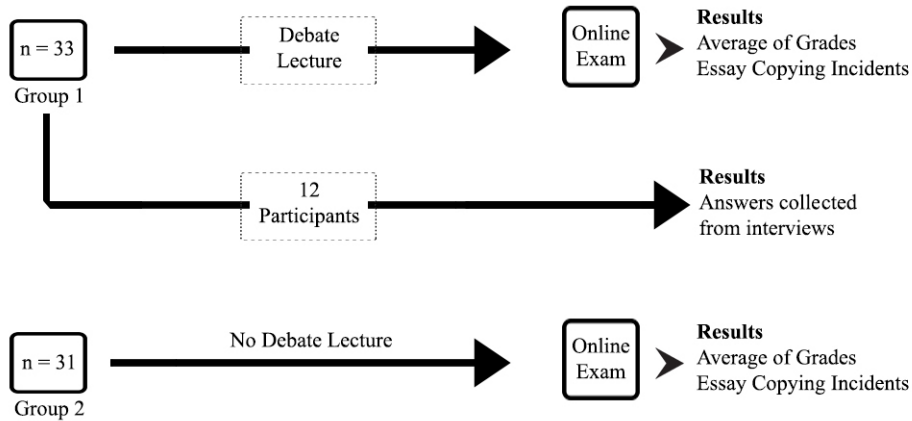 n = 33
Group 1
Debate
Lecture
Online
Exam
Results
Average of Grades
Essay Copying Incidents
12
Participants
Results
Answers collected
from interviews
n = 31
Group 2
No Debate Lecture
Online
Exam
Results
Average of Grades
Essay Copying Incidents